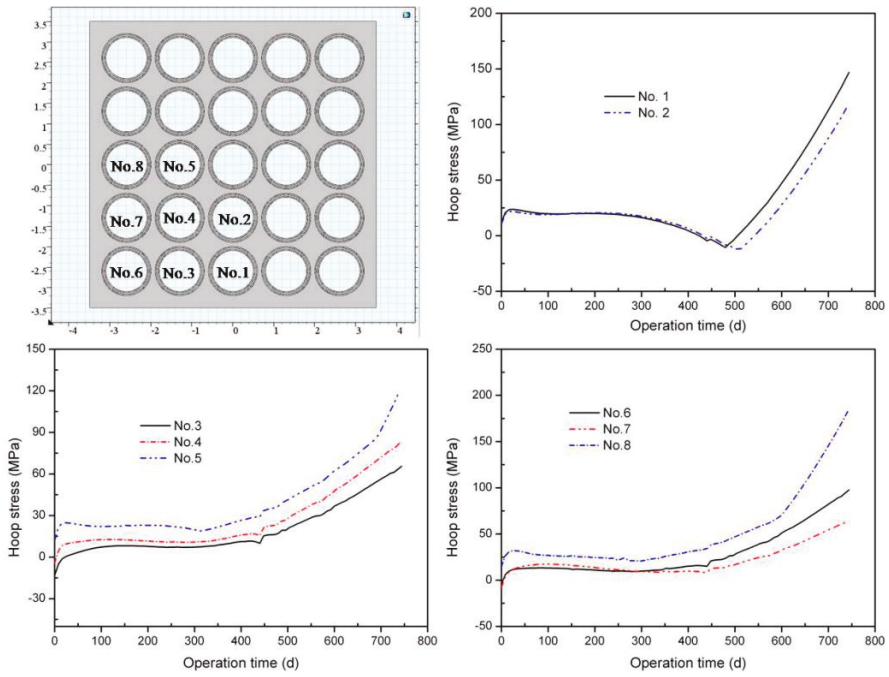 3.5
3
2.5
2
1.5
1
0.5
0
-0.5
-1
-1.5
-2
-2.5
-3
-3.5
No.8 No.5
No.7 No.4 No.2
No.6 No.3 No.1
-4 -3 -2 -1 0 1 2 3 4
Hoop stress (MPa)
200
150
100
50
0
-50
No. 1
No. 2
0 100 200 300 400 500 600 700 800
Operation time (d)
Hoop stress (MPa)
150
120
90
60
30
0
-30
No.3
No.4
No.5
0 100 200 300 400 500 600 700 800
Operation time (d)
Hoop stress (MPa)
250
200
150
100
50
0
-50
No.6
No.7
No.8
0 100 200 300 400 500 600 700 800
Operation time (d)